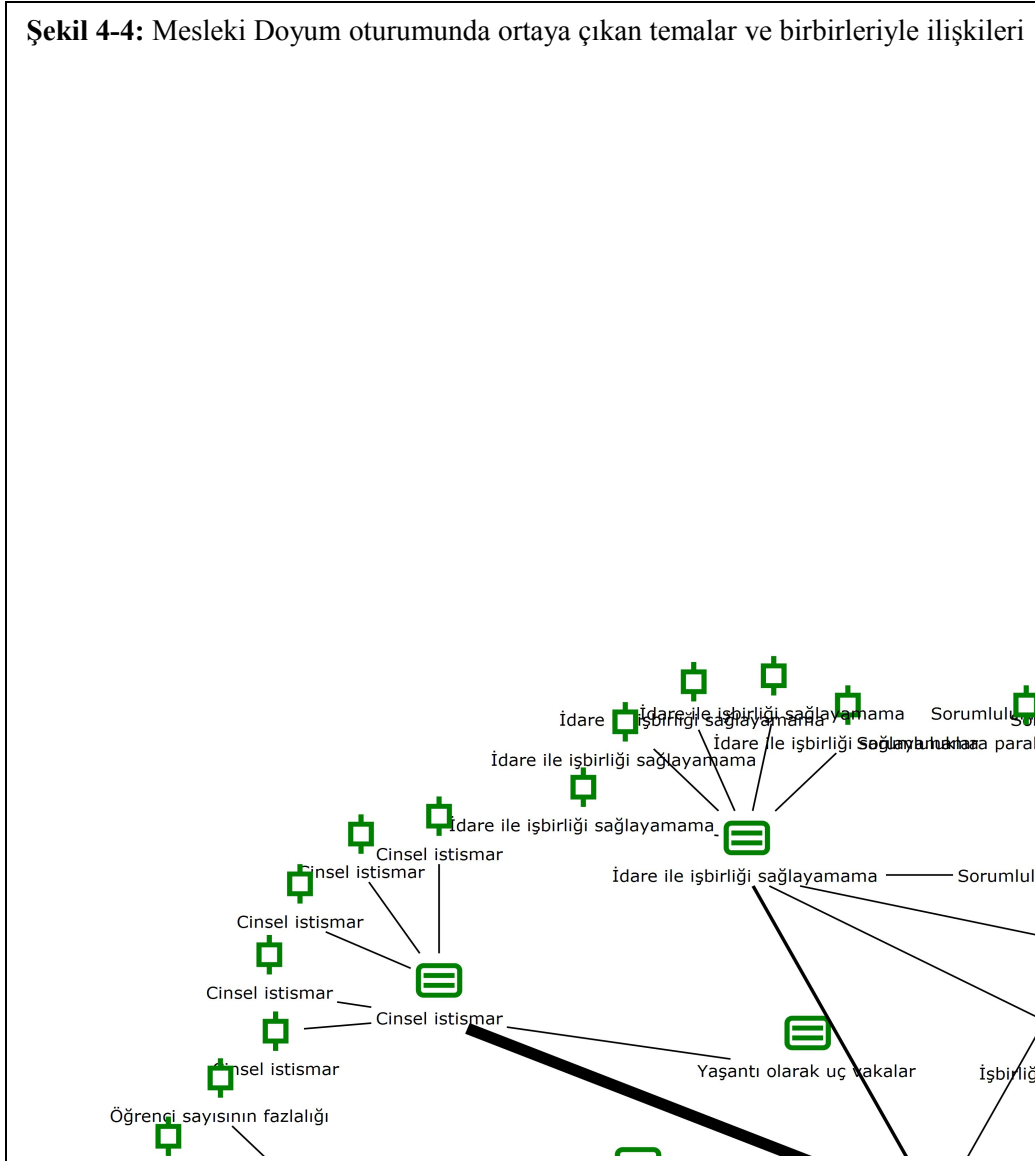 Şekil 4-4: Mesleki Doyum oturumunda ortaya çıkan temalar ve birbirleriyle ilişkileri
İdare ile işbirliği sağlayamama
İdare işbirliği sağlayamama
İdare ile işbirliği
İdare ile işbirliği sağlayamama
İdare ile işbirliği sağlayamama
Cinsel istismar
Cinsel istismar
İdare ile işbirliği sağlayamama
Cinsel istismar
Cinsel istismar
Cinsel istismar
Cinsel istismar
Yaşantı olarak uç vakalar
Öğrenci sayısının fazlalığı